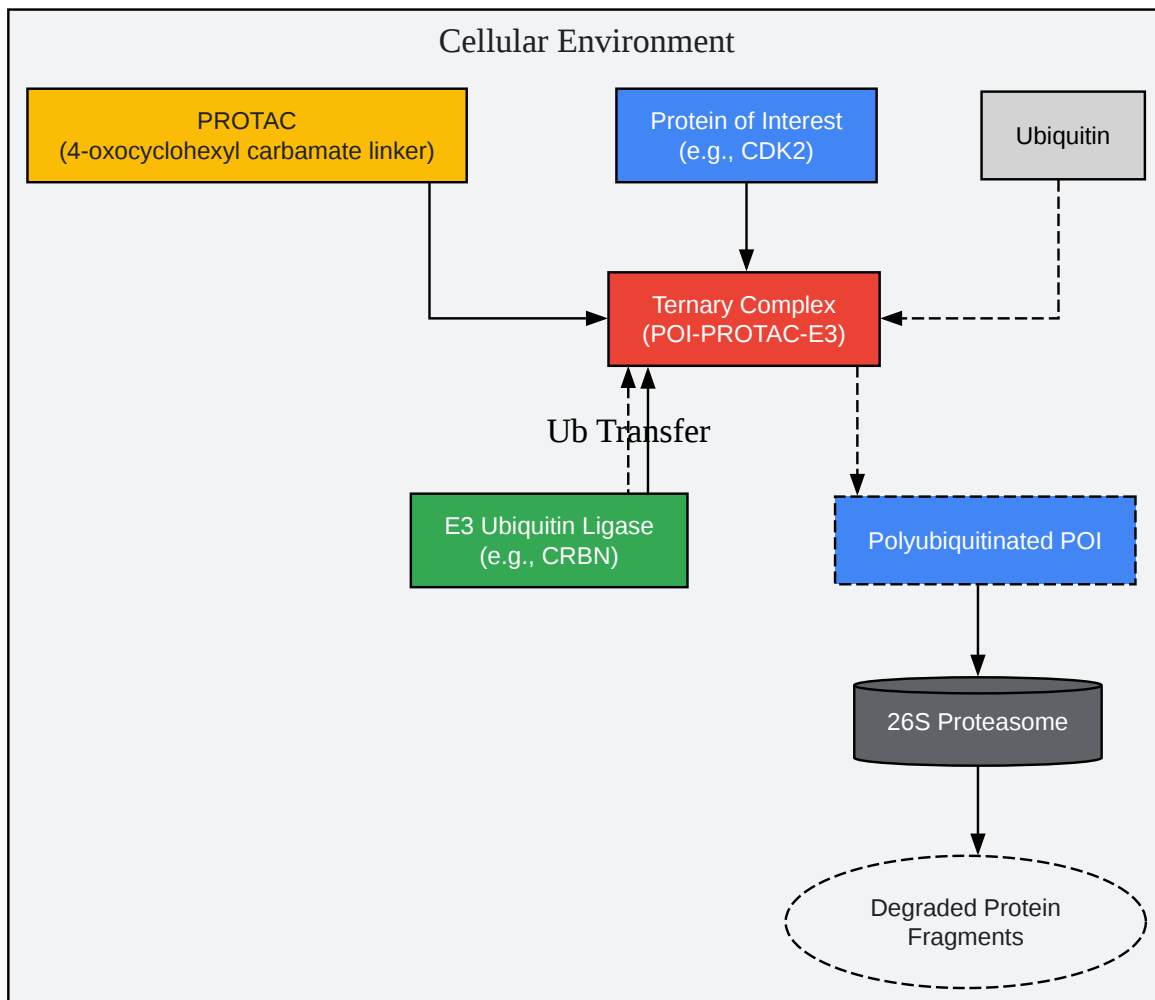 Cellular Environment
PROTAC
(4-oxocyclohexyl carbamate linker)
Protein of Interest
(e.g., CDK2)
Ubiquitin
Ternary Complex
(POI-PROTAC-E3)
Ub Transfer
E3 Ubiquitin Ligase
(e.g., CRBN)
Polyubiquitinated POI
26S Proteasome
Degraded Protein
Fragments